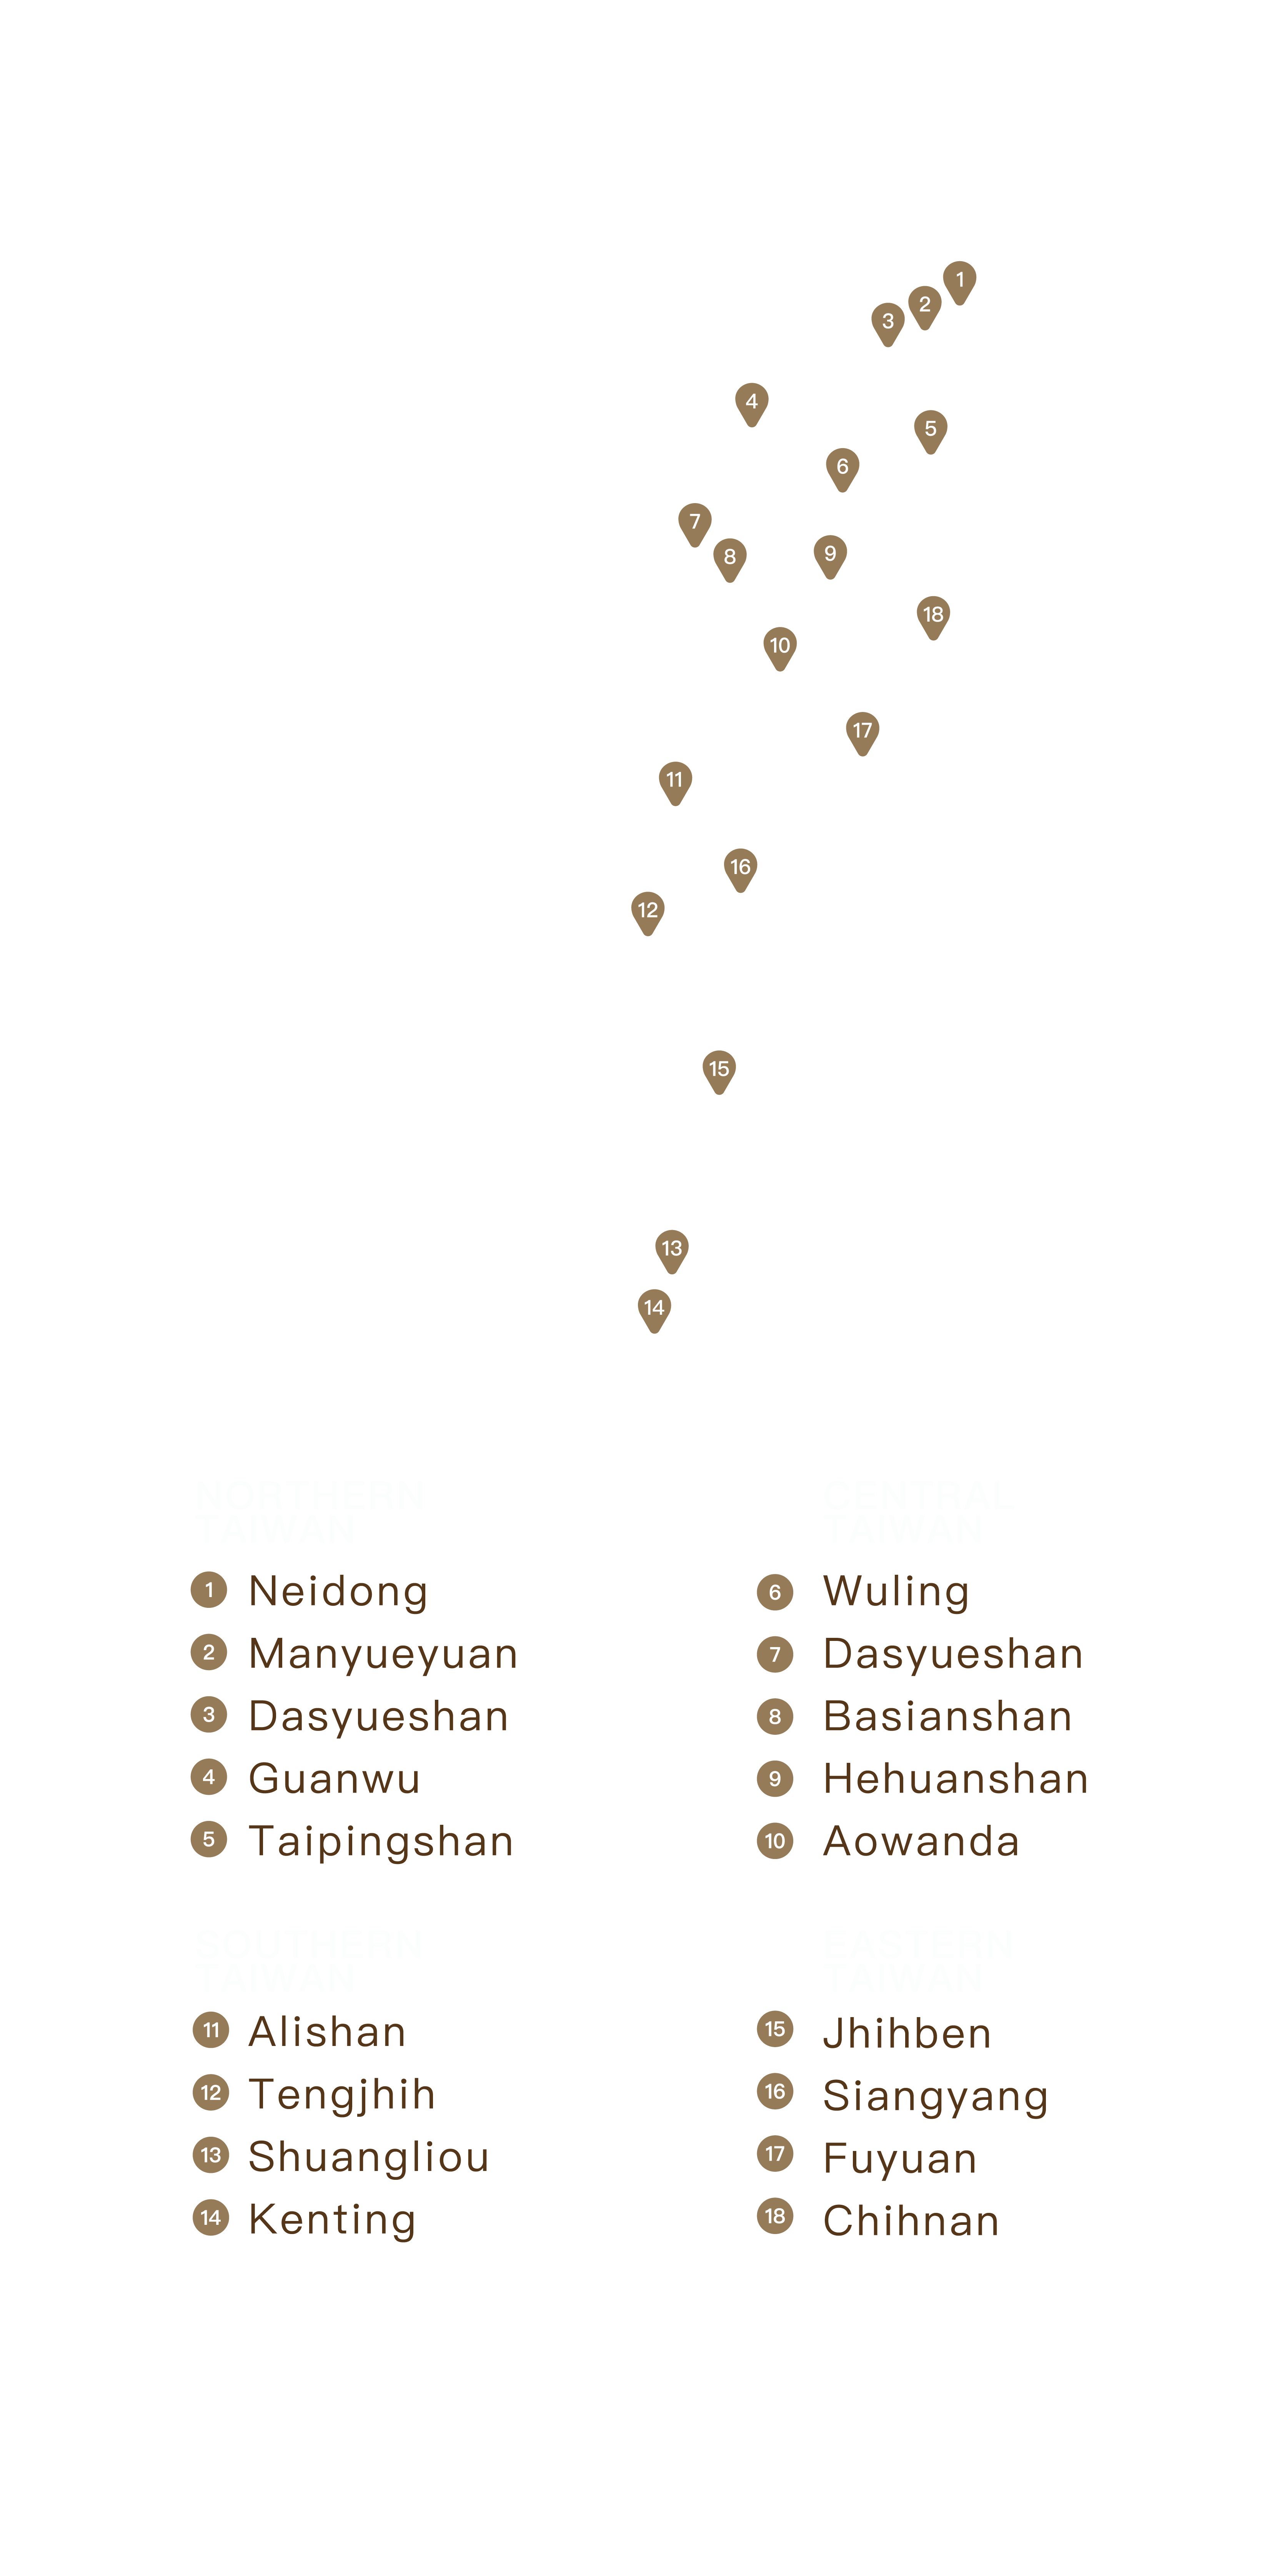 1
2
3
4
5
6
7
8
9
18
10
17
11
16
12
15
13
14
NORTHERN
TAIWAN
1 Neidong
2 Manyueyuan
3 Dasyueshan
4 Guanwu
5 Taipingshan
CENTRAL
TAIWAN
6 Wuling
7 Dasyueshan
8 Basianshan
9 Hehuanshan
10 Aowanda
SOUTHERN
TAIWAN
11 Alishan
12 Tengjhih
13 Shuangliou
14 Kenting
EASTERN
TAIWAN
15 Jhihben
16 Siangyang
17 Fuyuan
18 Chihnan